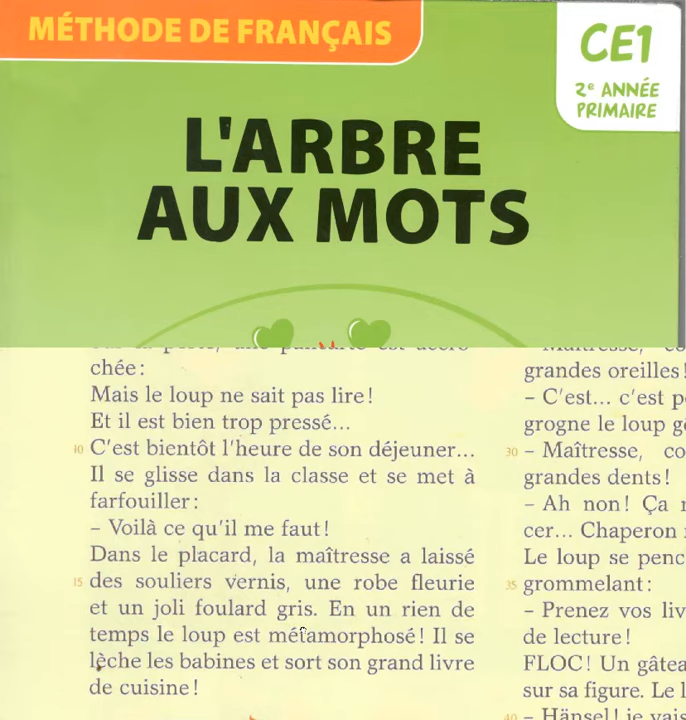 MÉTHODE DE FRANÇAIS
CE1
2e ANNÉE
PRIMAIRE
L'ARBRE
AUX MOTS
chée :
Mais le loup ne sait pas lire !
Et il est bien trop pressé...
10 C'est bientôt l'heure de son déjeuner...
Il se glisse dans la classe et se met à
farfouiller :
– Voilà ce qu'il me faut !
Dans le placard, la maîtresse a laissé
15 des souliers vernis, une robe fleurie
et un joli foulard gris. En un rien de
temps le loup est métamorphosé ! Il se
lèche les babines et sort son grand livre
de cuisine !
grandes oreilles !
– C'est... c'est
grogne le loup
30 – Maîtresse,
grandes dents !
– Ah non ! Ça
cer... Chaperon
Le loup se
35 grommelant :
– Prenez vos
de lecture !
FLOC ! Un
sur sa figure. Le
40 – Hänsel ! je